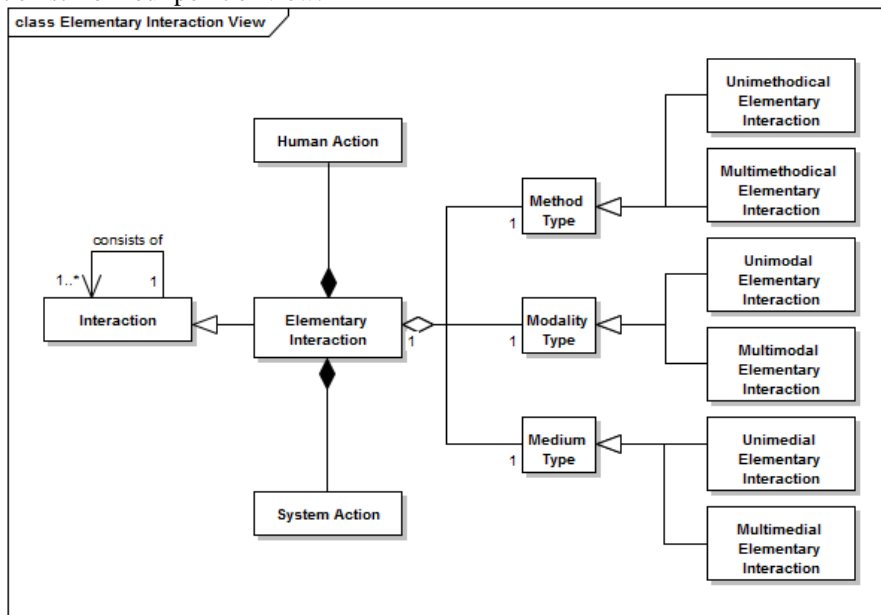 class Elementary Interaction View
Unimethodical
Elementary
Interaction
Human Action
Multimethodical
Elementary
Interaction
Method
Type
1
consists of
1..*
1
Interaction
Elementary
Interaction
1
Modality
Type
1
Unimodal
Elementary
Interaction
Multimodal
Elementary
Interaction
Medium
Type
1
Unimedial
Elementary
Interaction
System Action
Multimedial
Elementary
Interaction